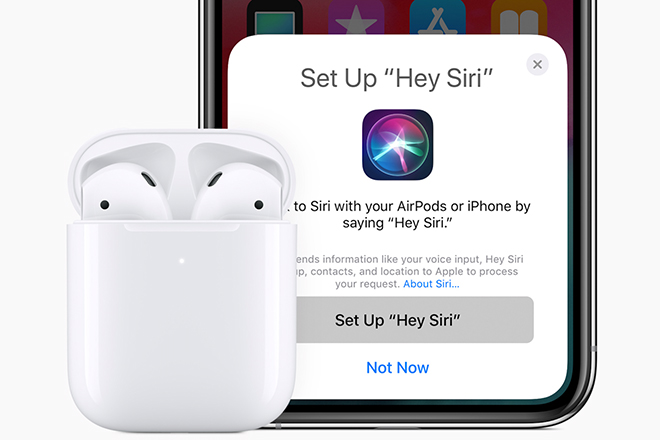 Set Up “Hey Siri”
to Siri with your AirPods or iPhone by
saying “Hey Siri.”
information like your voice input, Hey Siri
contacts, and location to Apple to process
your request. About Siri...
Set Up “Hey Siri”
Not Now